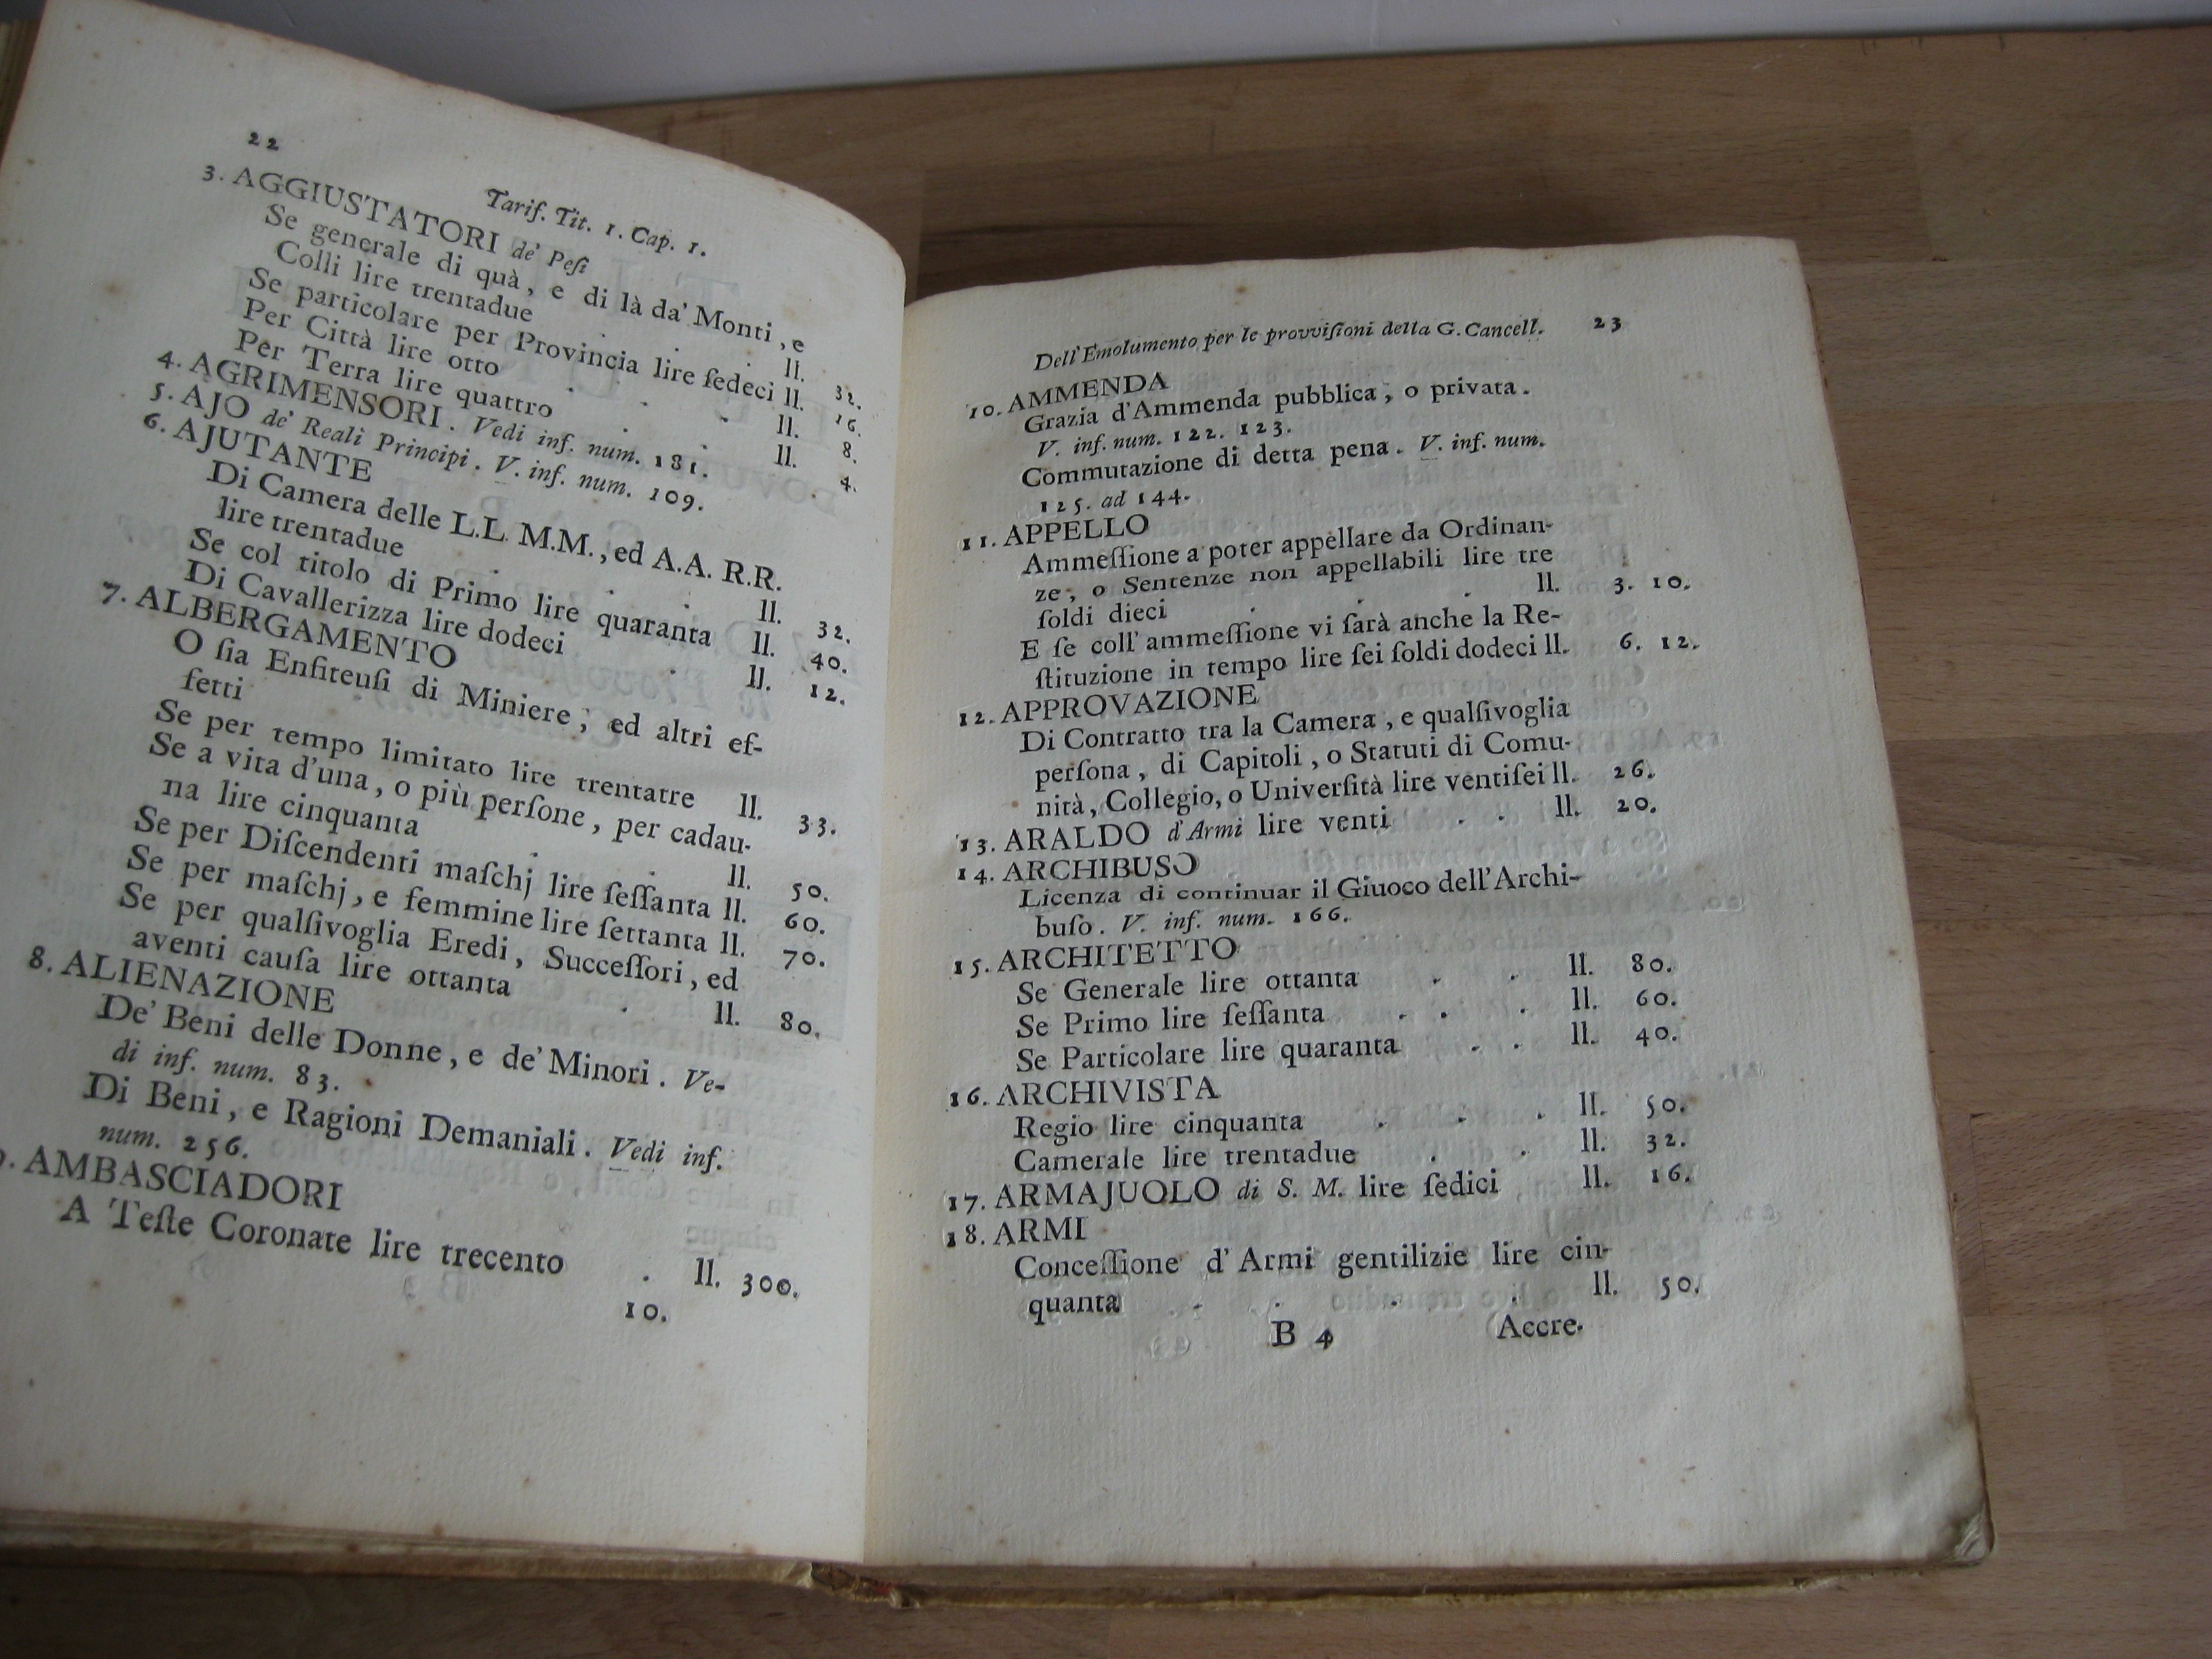 22
Tarif. Tit. 1. Cap. 1.
3. AGGIUSTATORI de' Peſi
Se generale di quà, e di là da' Monti, e
Colli lire trentadue . . . ll. 32.
Se particolare per Provincia lire ſedeci ll. 16.
Per Città lire otto . . . ll. 8.
Per Terra lire quattro . . ll. 4.
4. AGRIMENSORI. Vedi inf. num. 181.
5. AJO de' Reali Principi. V. inf. num. 109.
6. AJUTANTE
Di Camera delle L.L. M.M., ed A.A. R.R.
lire trentadue . . . ll. 32.
Se col titolo di Primo lire quaranta ll. 40.
Di Cavallerizza lire dodeci . ll. 12.
7. ALBERGAMENTO
O ſia Enfiteuſi di Miniere, ed altri ef-
fetti
Se per tempo limitato lire trentatre ll. 33.
Se a vita d'una, o più perſone, per cadau-
na lire cinquanta . . ll. 50.
Se per Diſcendenti maſchj lire ſeſſanta ll. 60.
Se per maſchj, e femmine lire ſettanta ll. 70.
Se per qualſivoglia Eredi, Succeſſori, ed
aventi cauſa lire ottanta . ll. 80.
8. ALIENAZIONE
De' Beni delle Donne, e de' Minori. Ve-
di inf. num. 83.
Di Beni, e Ragioni Demaniali. Vedi inf.
num. 256.
. AMBASCIADORI
A Teſte Coronate lire trecento . ll. 300.
10.
Dell'Emolumento per le provviſioni della G. Cancell. 23
10. AMMENDA
Grazia d'Ammenda pubblica, o privata.
V. inf. num. 122. 123.
Commutazione di detta pena. V. inf. num.
125. ad 144.
11. APPELLO
Ammeſſione a poter appellare da Ordinan-
ze, o Sentenze non appellabili lire tre
ſoldi dieci . . . ll. 3. 10.
E ſe coll'ammeſſione vi ſarà anche la Re-
ſtituzione in tempo lire ſei ſoldi dodeci ll. 6. 12.
12. APPROVAZIONE
Di Contratto tra la Camera, e qualſivoglia
perſona, di Capitoli, o Statuti di Comu-
nità, Collegio, o Univerſità lire ventiſei ll. 26.
13. ARALDO d'Armi lire venti . . ll. 20.
14. ARCHIBUSO
Licenza di continuar il Giuoco dell'Archi-
buſo. V. inf. num. 166.
15. ARCHITETTO
Se Generale lire ottanta . . ll. 80.
Se Primo lire ſeſſanta . . . ll. 60.
Se Particolare lire quaranta . . ll. 40.
16. ARCHIVISTA
Regio lire cinquanta . . . ll. 50.
Camerale lire trentadue . . ll. 32.
17. ARMAJUOLO di S. M. lire ſedici ll. 16.
18. ARMI
Conceſſione d'Armi gentilizie lire cin-
quanta . . . . ll. 50.
B 4 Accre-